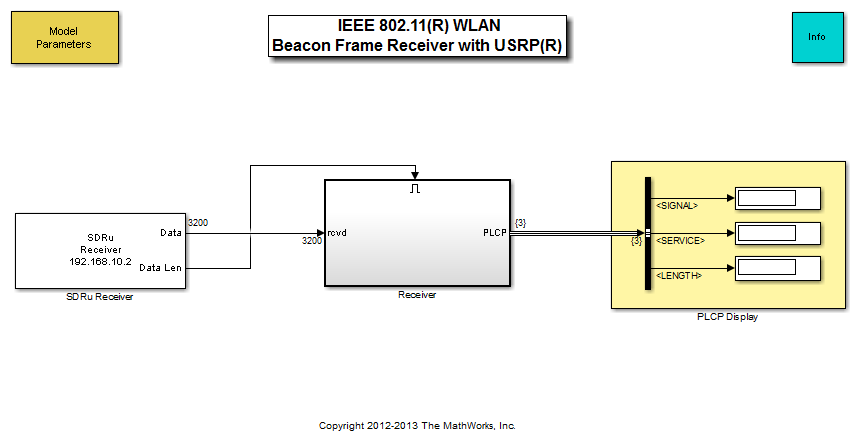 Model
Parameters
IEEE 802.11(R) WLAN
Beacon Frame Receiver with USRP(R)
Info
SDRu
Receiver
192.168.10.2
Data
Data Len
SDRu Receiver
3200
3200
rcvd
PLCP
Receiver
{3}
{3}
<SIGNAL>
<SERVICE>
<LENGTH>
PLCP Display
Copyright 2012-2013 The MathWorks, Inc.